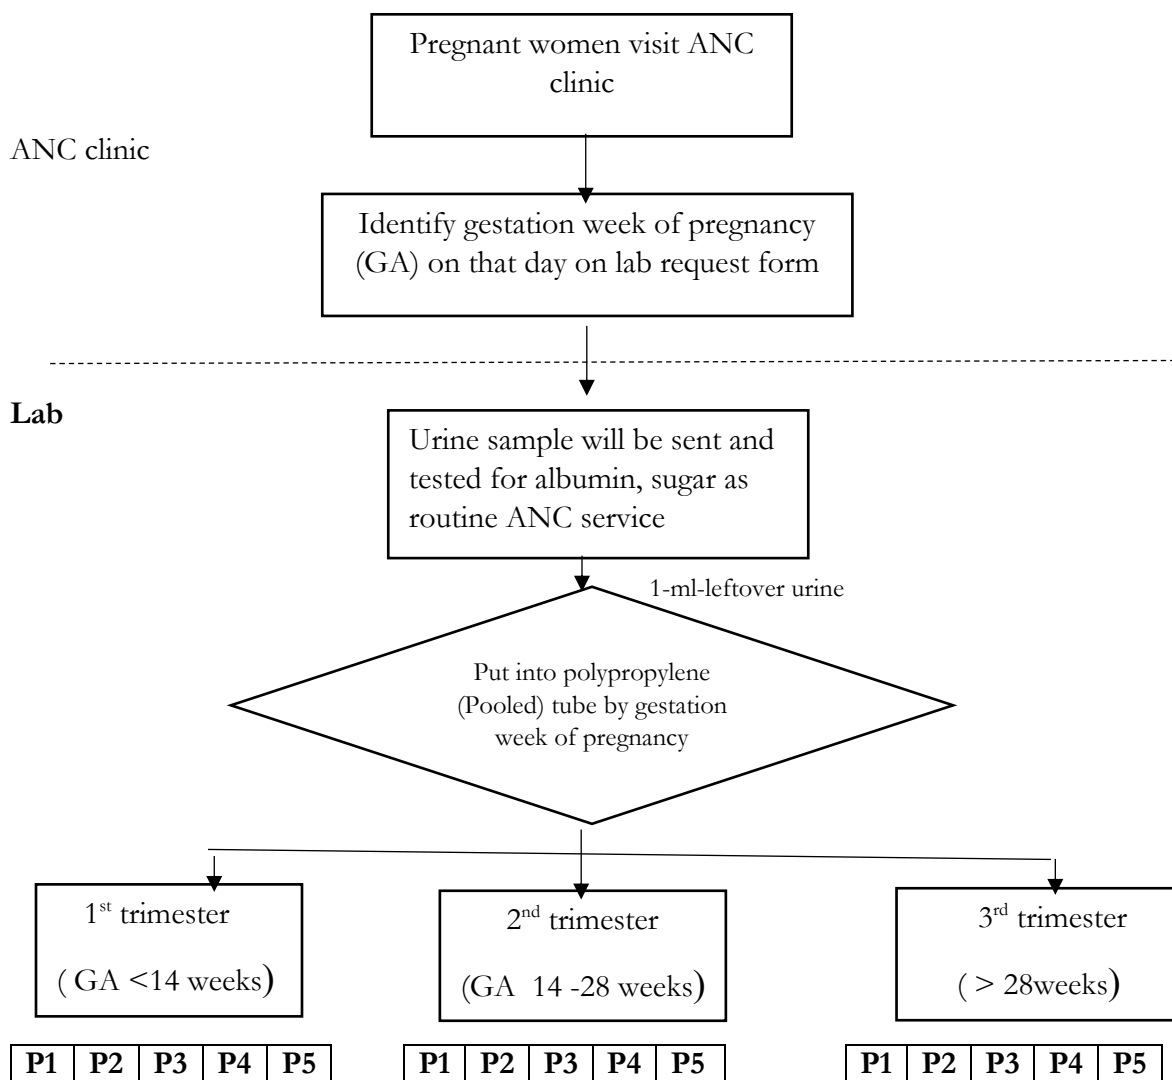 Pregnant women visit ANC
clinic
ANC clinic
Identify gestation week of pregnancy
(GA) on that day on lab request form
Lab
Urine sample will be sent and
tested for albumin, sugar as
routine ANC service
1-ml-leftover urine
Put into polypropylene
(Pooled) tube by gestation
week of pregnancy
1st trimester
( GA <14 weeks)
2nd trimester
(GA 14 -28 weeks)
3rd trimester
( > 28weeks)
P1 P2 P3 P4 P5
P1 P2 P3 P4 P5
P1 P2 P3 P4 P5